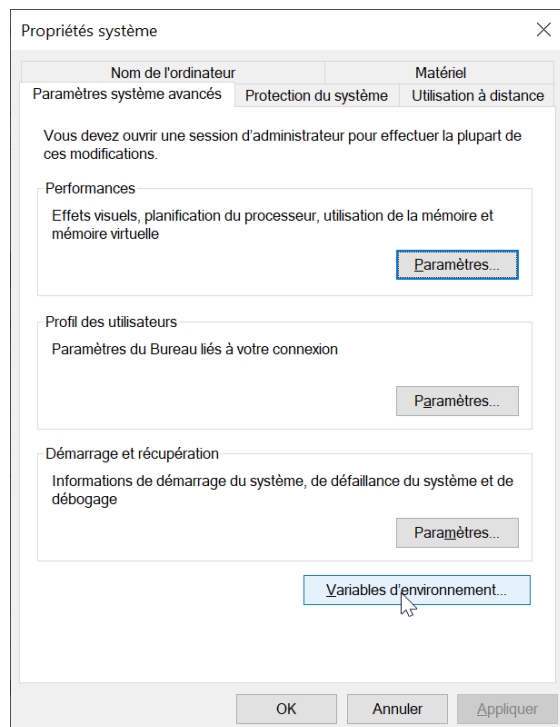 Propriétés système
Nom de l'ordinateur
Matériel
Paramètres système avancés
Protection du système
Utilisation à distance
Vous devez ouvrir une session d'administrateur pour effectuer la plupart de
ces modifications.
Performances
Effets visuels, planification du processeur, utilisation de la mémoire et
mémoire virtuelle
Paramètres...
Profil des utilisateurs
Paramètres du Bureau liés à votre connexion
Paramètres...
Démarrage et récupération
Informations de démarrage du système, de défaillance du système et de
débogage
Paramètres...
Variables d'environnement...
OK
Annuler
Appliquer